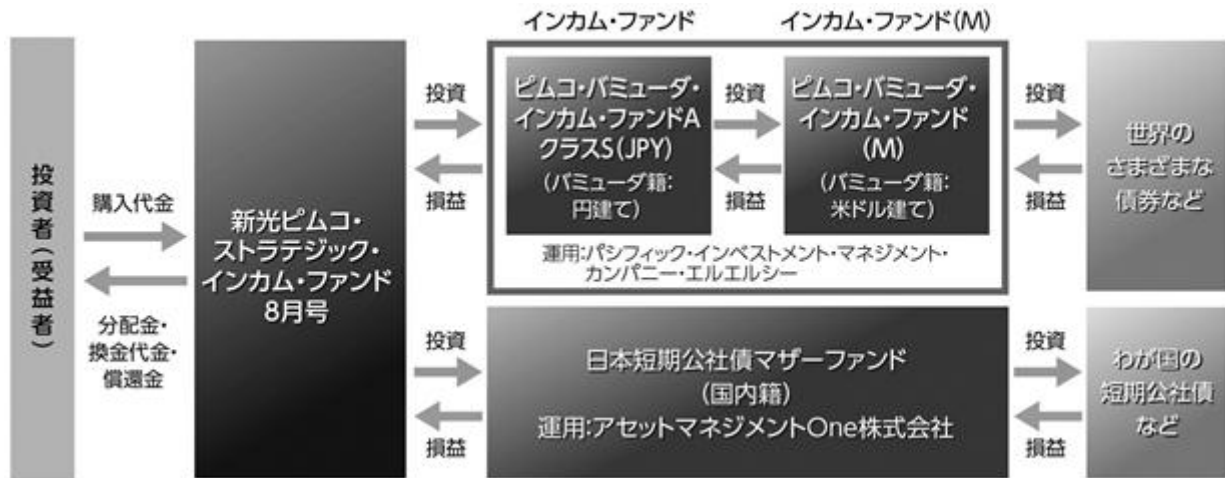 投資者(受益者)
購入代金
分配金・
換金代金・
償還金
新光ピムコ・
ストラテジック・
インカム・ファンド
8月号
投資
損益
インカム・ファンド
インカム・ファンド(M)
ピムコ・バミューダ・
インカム・ファンドA
クラスS(JPY)
(バミューダ籍:
円建て)
投資
損益
ピムコ・バミューダ・
インカム・ファンド
(M)
(バミューダ籍:
米ドル建て)
運用:パシフィック・インベストメント・マネジメント・
カンパニー・エルエルシー
投資
損益
世界の
さまざまな
債券など
投資
損益
日本短期公社債マザーファンド
(国内籍)
運用:アセットマネジメントOne株式会社
投資
損益
わが国の
短期公社債
など